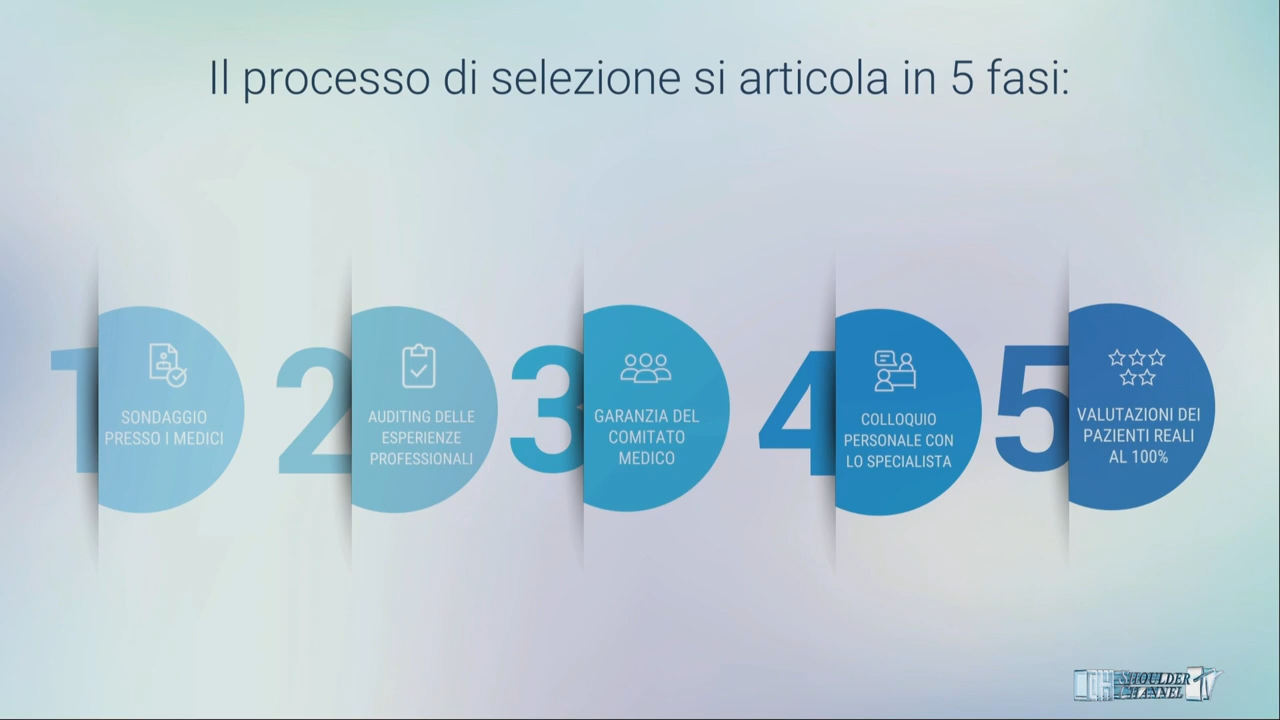 Il processo di selezione si articola in 5 fasi:
1
SONDAGGIO
PRESSO I MEDICI
2
AUDITING DELLE
ESPERIENZE
PROFESSIONALI
3
GARANZIA DEL
COMITATO
MEDICO
4
COLLOQUIO
PERSONALE CON
LO SPECIALISTA
5
VALUTAZIONI DEI
PAZIENTI REALI
AL 100%
SHOULDER
CHANNEL
TV